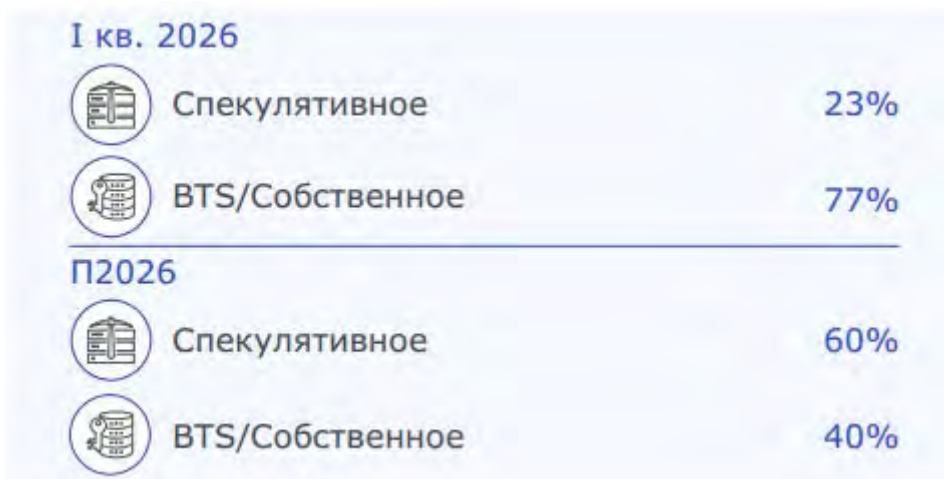 I кв. 2026
Спекулятивное 23%
BTS/Собственное 77%
П2026
Спекулятивное 60%
BTS/Собственное 40%